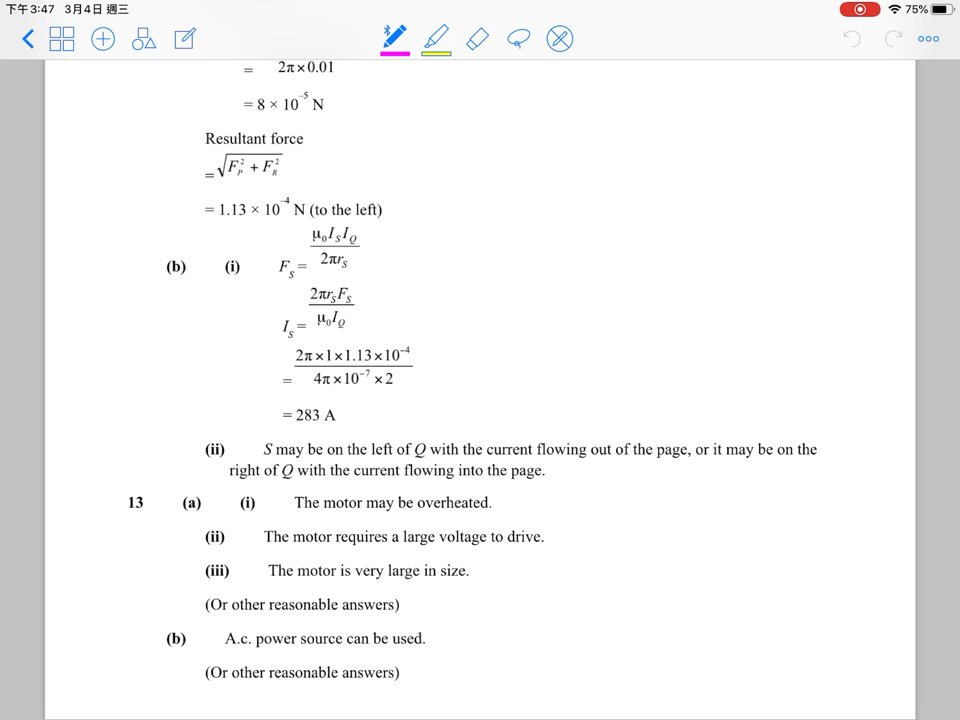 下午3:47 3月4日 週三
75%
= 2π×0.01
= 8 × 10⁻⁵ N
Resultant force
= √(F_P² + F_R²)
= 1.13 × 10⁻⁴ N (to the left)
(b) (i) F_S = μ₀I_S I_Q / 2πr_S
I_S = 2πr_S F_S / μ₀I_Q
= 2π×1×1.13×10⁻⁴ / 4π×10⁻⁷×2
= 283 A
(ii) S may be on the left of Q with the current flowing out of the page, or it may be on the
right of Q with the current flowing into the page.
13 (a) (i) The motor may be overheated.
(ii) The motor requires a large voltage to drive.
(iii) The motor is very large in size.
(Or other reasonable answers)
(b) A.c. power source can be used.
(Or other reasonable answers)